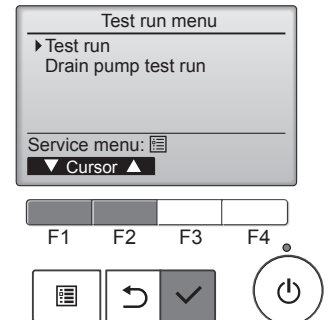 Test run menu
Test run
Drain pump test run
Service menu:
▼ Cursor ▲
F1 F2 F3 F4